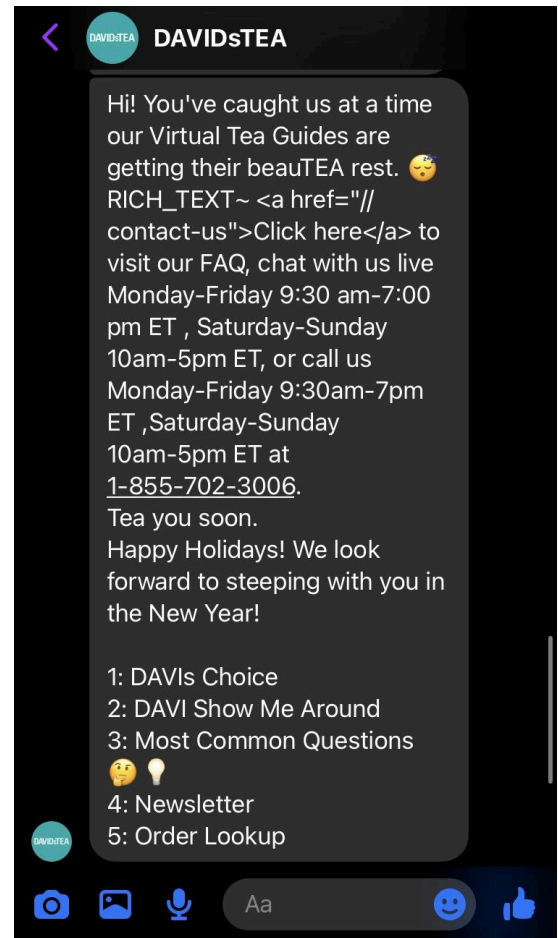 DAVIDsTEA
DAVIDsTEA
Hi! You've caught us at a time
our Virtual Tea Guides are
getting their beauTEA rest. 😴
RICH_TEXT~ <a href="//
contact-us">Click here</a> to
visit our FAQ, chat with us live
Monday-Friday 9:30 am-7:00
pm ET , Saturday-Sunday
10am-5pm ET, or call us
Monday-Friday 9:30am-7pm
ET ,Saturday-Sunday
10am-5pm ET at
1-855-702-3006.
Tea you soon.
Happy Holidays! We look
forward to steeping with you in
the New Year!
1: DAVIs Choice
2: DAVI Show Me Around
3: Most Common Questions
🤔 💡
4: Newsletter
5: Order Lookup
DAVIDsTEA
Aa